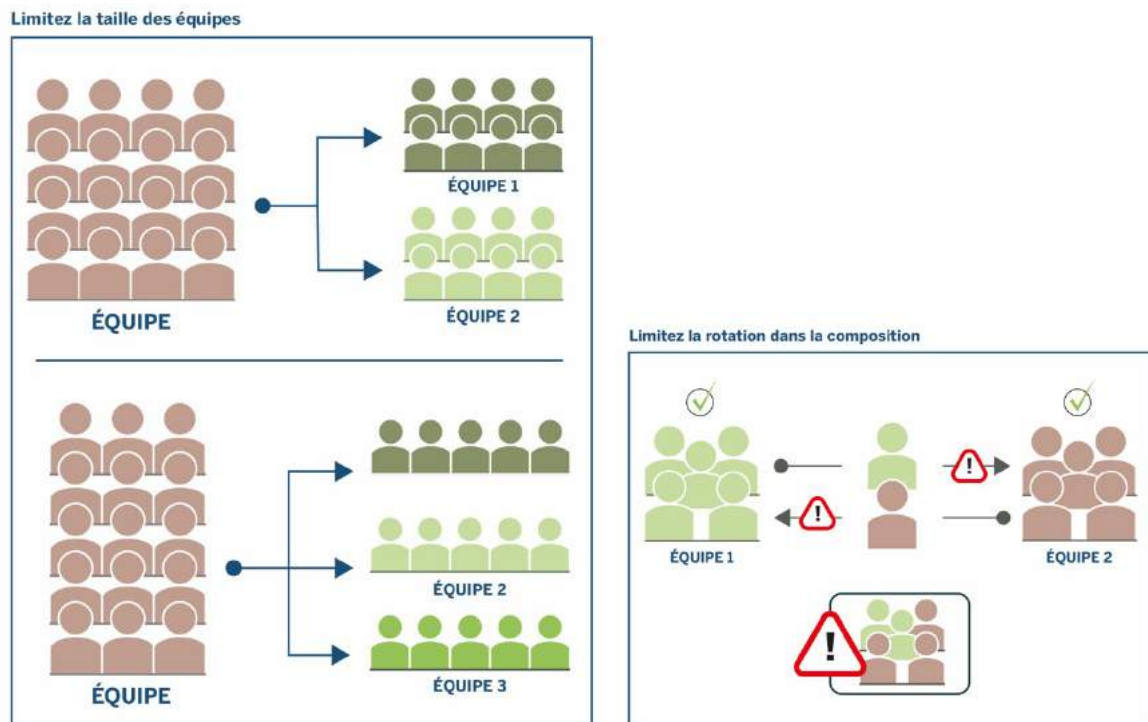 Limitez la taille des équipes
ÉQUIPE 1
ÉQUIPE
ÉQUIPE 2
ÉQUIPE 2
ÉQUIPE
ÉQUIPE 3
Limitez la rotation dans la composition
!
!
ÉQUIPE 1
ÉQUIPE 2
!